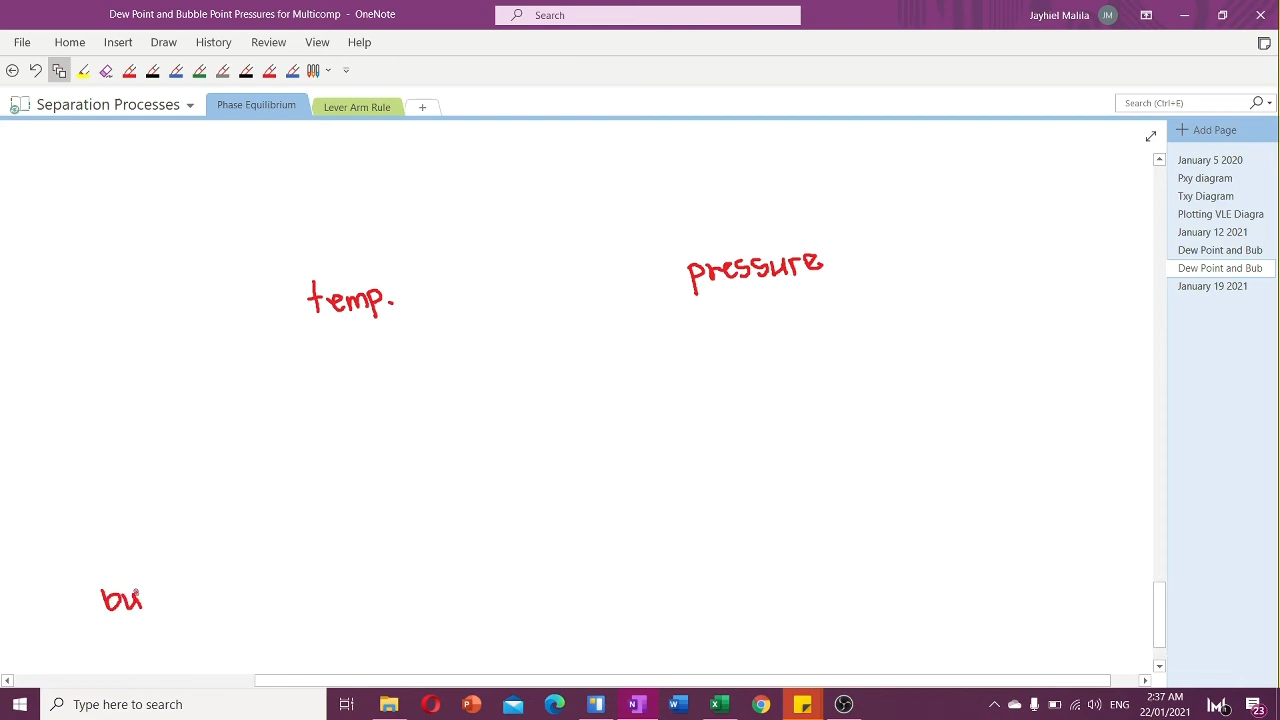 Dew Point and Bubble Point Pressures for Multicomp - OneNote
Search
Jayhiel Malila
JM
File Home Insert Draw History Review View Help
Separation Processes
Phase Equilibrium
Lever Arm Rule
Search (Ctrl+E)
Add Page
January 5 2020
Pxy diagram
Txy Diagram
Plotting VLE Diagra
January 12 2021
Dew Point and Bub
Dew Point and Bub
January 19 2021
pressure
temp.
bu
Type here to search
2:37 AM
ENG
22/01/2021
23